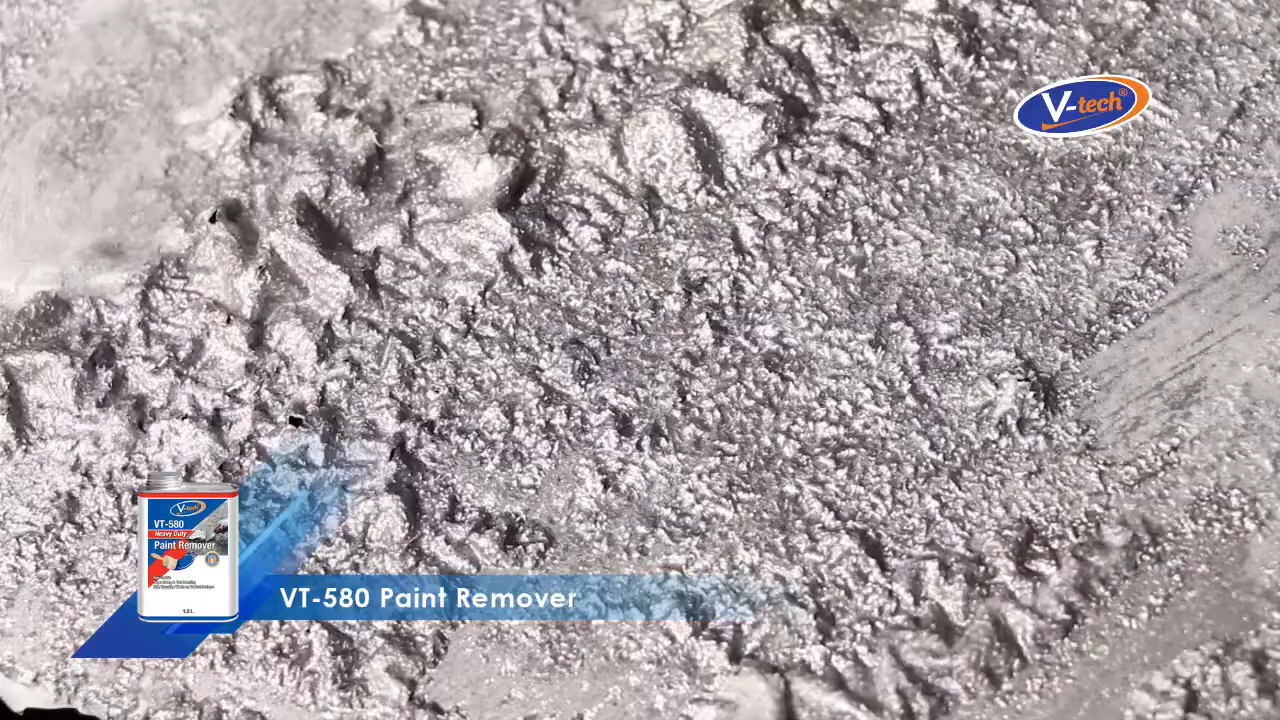 V-tech®
V-tech
VT-580
Heavy Duty
Paint Remover
VT-580 Paint Remover